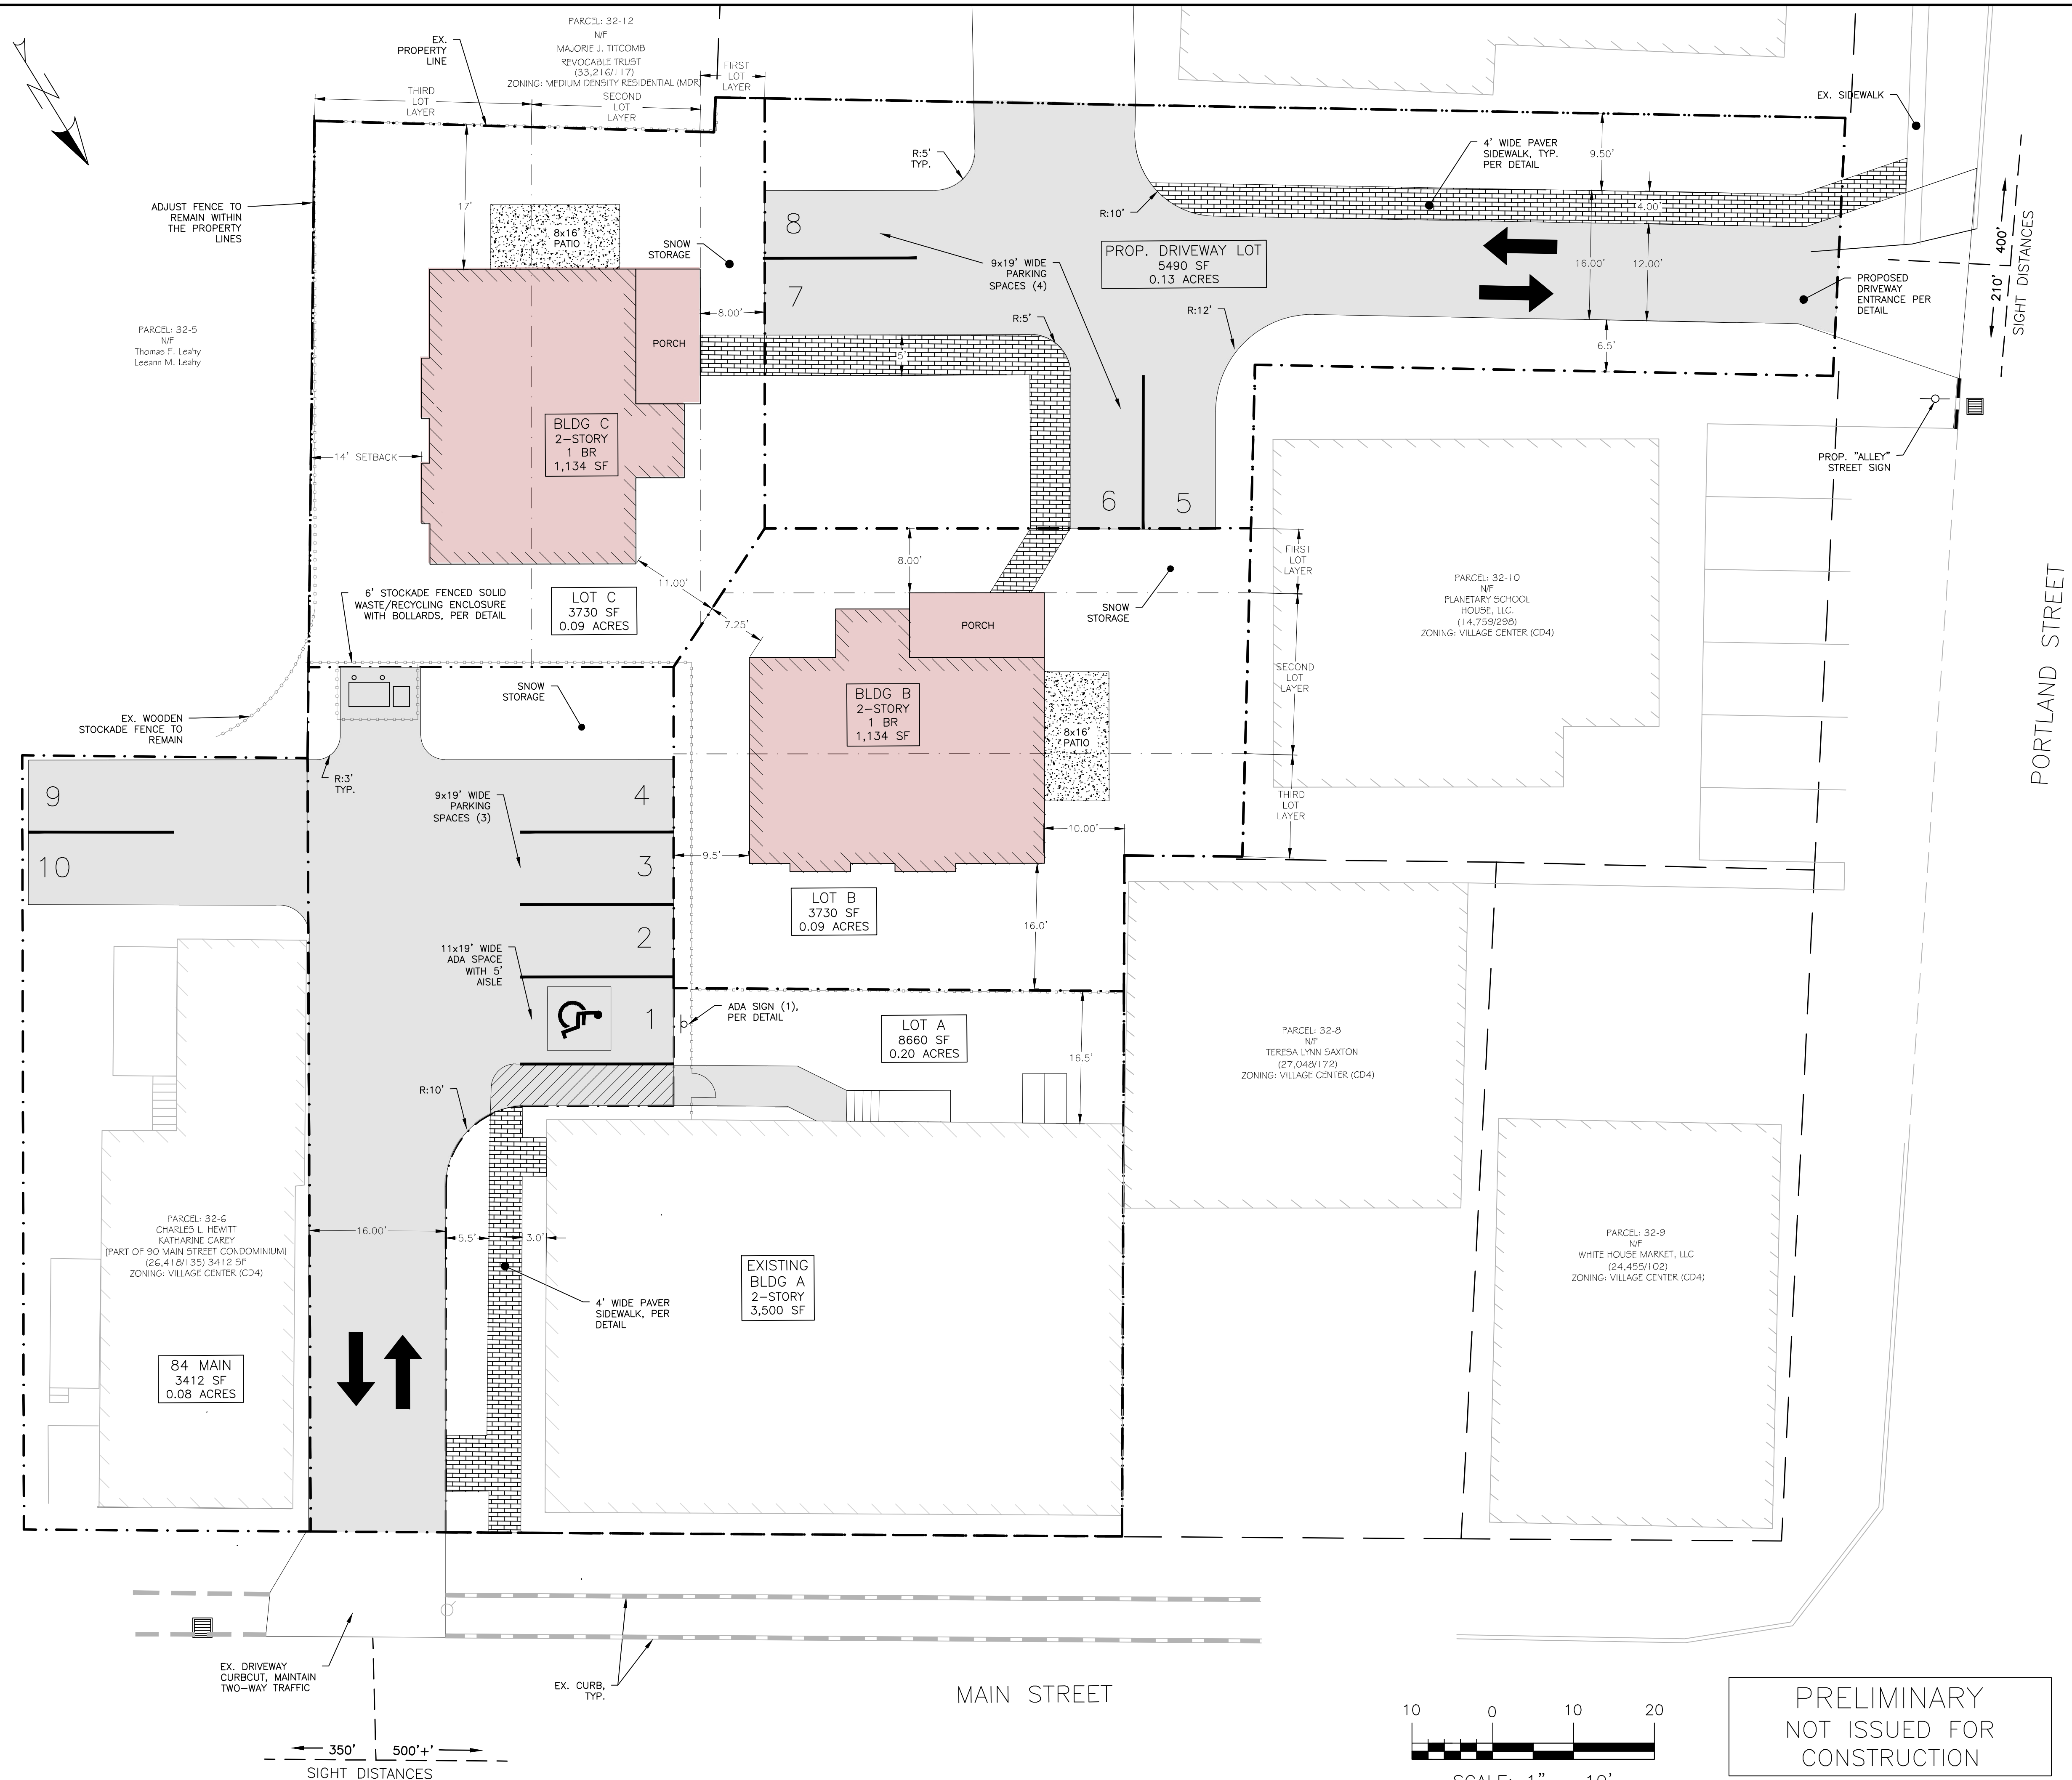 PARCEL: 32-12
N/F
MAJORIE J. TITCOMB
REVOCABLE TRUST
(33,216/117)
ZONING: MEDIUM DENSITY RESIDENTIAL (MDR)
EX.
PROPERTY
LINE
THIRD
LOT
LAYER
SECOND
LOT
LAYER
FIRST
LOT
LAYER
EX. SIDEWALK
4' WIDE PAVER
SIDEWALK, TYP.
PER DETAIL
9.50'
R:5'
TYP.
17'
ADJUST FENCE TO
REMAIN WITHIN
THE PROPERTY
LINES
8x16'
PATIO
SNOW
STORAGE
8
R:10'
4.00'
PROP. DRIVEWAY LOT
5490 SF
0.13 ACRES
9x19' WIDE
PARKING
SPACES (4)
16.00'
12.00'
400'
210'
SIGHT DISTANCES
PROPOSED
DRIVEWAY
ENTRANCE PER
DETAIL
7
8.00'
R:5'
R:12'
PARCEL: 32-5
N/F
Thomas F. Leahy
Leeann M. Leahy
PORCH
5'
6.5'
BLDG C
2-STORY
1 BR
1,134 SF
14' SETBACK
PROP. "ALLEY"
STREET SIGN
6
5
8.00'
FIRST
LOT
LAYER
11.00'
6' STOCKADE FENCED SOLID
WASTE/RECYCLING ENCLOSURE
WITH BOLLARDS, PER DETAIL
LOT C
3730 SF
0.09 ACRES
7.25'
PORCH
SNOW
STORAGE
PARCEL: 32-10
N/F
PLANETARY SCHOOL
HOUSE, LLC.
(14,759/298)
ZONING: VILLAGE CENTER (CD4)
PORTLAND STREET
SECOND
LOT
LAYER
SNOW
STORAGE
BLDG B
2-STORY
1 BR
1,134 SF
8x16'
PATIO
EX. WOODEN
STOCKADE FENCE TO
REMAIN
R:3'
TYP.
9x19' WIDE
PARKING
SPACES (3)
THIRD
LOT
LAYER
9
4
10.00'
10
3
9.5'
LOT B
3730 SF
0.09 ACRES
16.0'
2
11x19' WIDE
ADA SPACE
WITH 5'
AISLE
1
ADA SIGN (1),
PER DETAIL
LOT A
8660 SF
0.20 ACRES
16.5'
PARCEL: 32-8
N/F
TERESA LYNN SAXTON
(27,048/172)
ZONING: VILLAGE CENTER (CD4)
R:10'
PARCEL: 32-6
CHARLES L. HEWITT
KATHARINE CAREY
[PART OF 90 MAIN STREET CONDOMINIUM]
(26,418/135) 3412 SF
ZONING: VILLAGE CENTER (CD4)
16.00'
5.5'
3.0'
PARCEL: 32-9
N/F
WHITE HOUSE MARKET, LLC
(24,455/102)
ZONING: VILLAGE CENTER (CD4)
EXISTING
BLDG A
2-STORY
3,500 SF
4' WIDE PAVER
SIDEWALK, PER
DETAIL
84 MAIN
3412 SF
0.08 ACRES
EX. DRIVEWAY
CURBCUT, MAINTAIN
TWO-WAY TRAFFIC
EX. CURB,
TYP.
MAIN STREET
350'
500'+'
SIGHT DISTANCES
10 0 10 20
PRELIMINARY
NOT ISSUED FOR
CONSTRUCTION